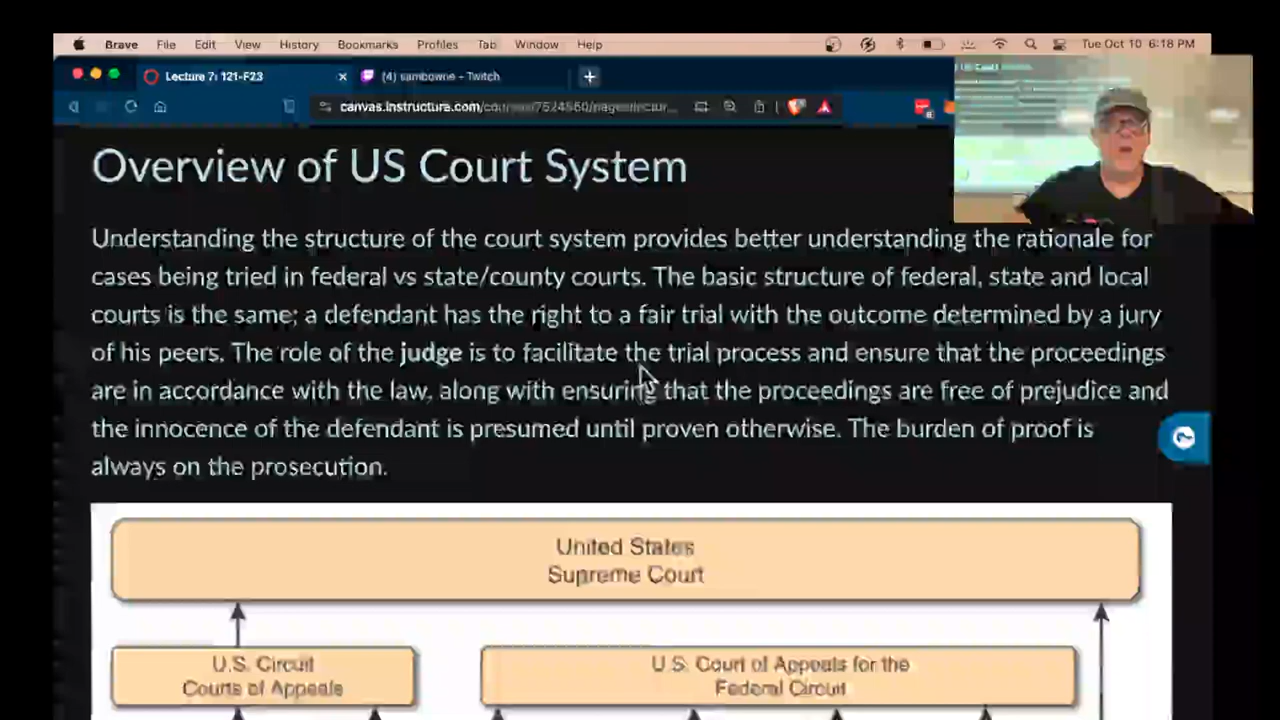 Brave File Edit View History Bookmarks Profiles Tab Window Help Tue Oct 10 6:18 PM
Lecture 7: 121-F23 (4) sambowne - Twitch
canvas.instructure.com/courses/7524560/pages/lectur...
Overview of US Court System
Understanding the structure of the court system provides better understanding the rationale for
cases being tried in federal vs state/county courts. The basic structure of federal, state and local
courts is the same; a defendant has the right to a fair trial with the outcome determined by a jury
of his peers. The role of the judge is to facilitate the trial process and ensure that the proceedings
are in accordance with the law, along with ensuring that the proceedings are free of prejudice and
the innocence of the defendant is presumed until proven otherwise. The burden of proof is
always on the prosecution.
United States
Supreme Court
U.S. Circuit
Courts of Appeals
U.S. Court of Appeals for the
Federal Circuit